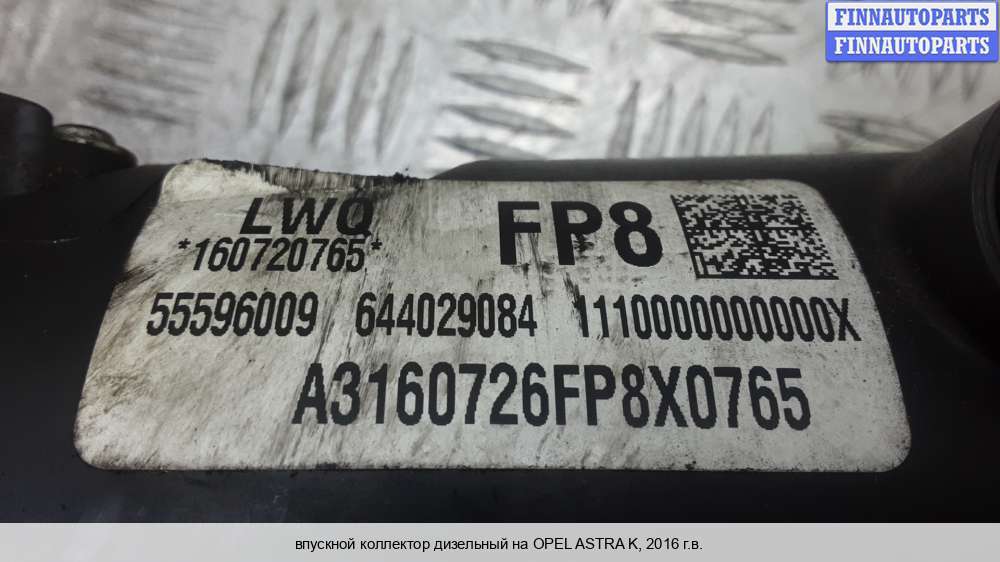 FINNAUTOPARTS
FINNAUTOPARTS
LWQ
FP8
*160720765*
55596009 644029084 1110000000000X
A3160726FP8X0765
впускной коллектор дизельный на OPEL ASTRA K, 2016 г.в.